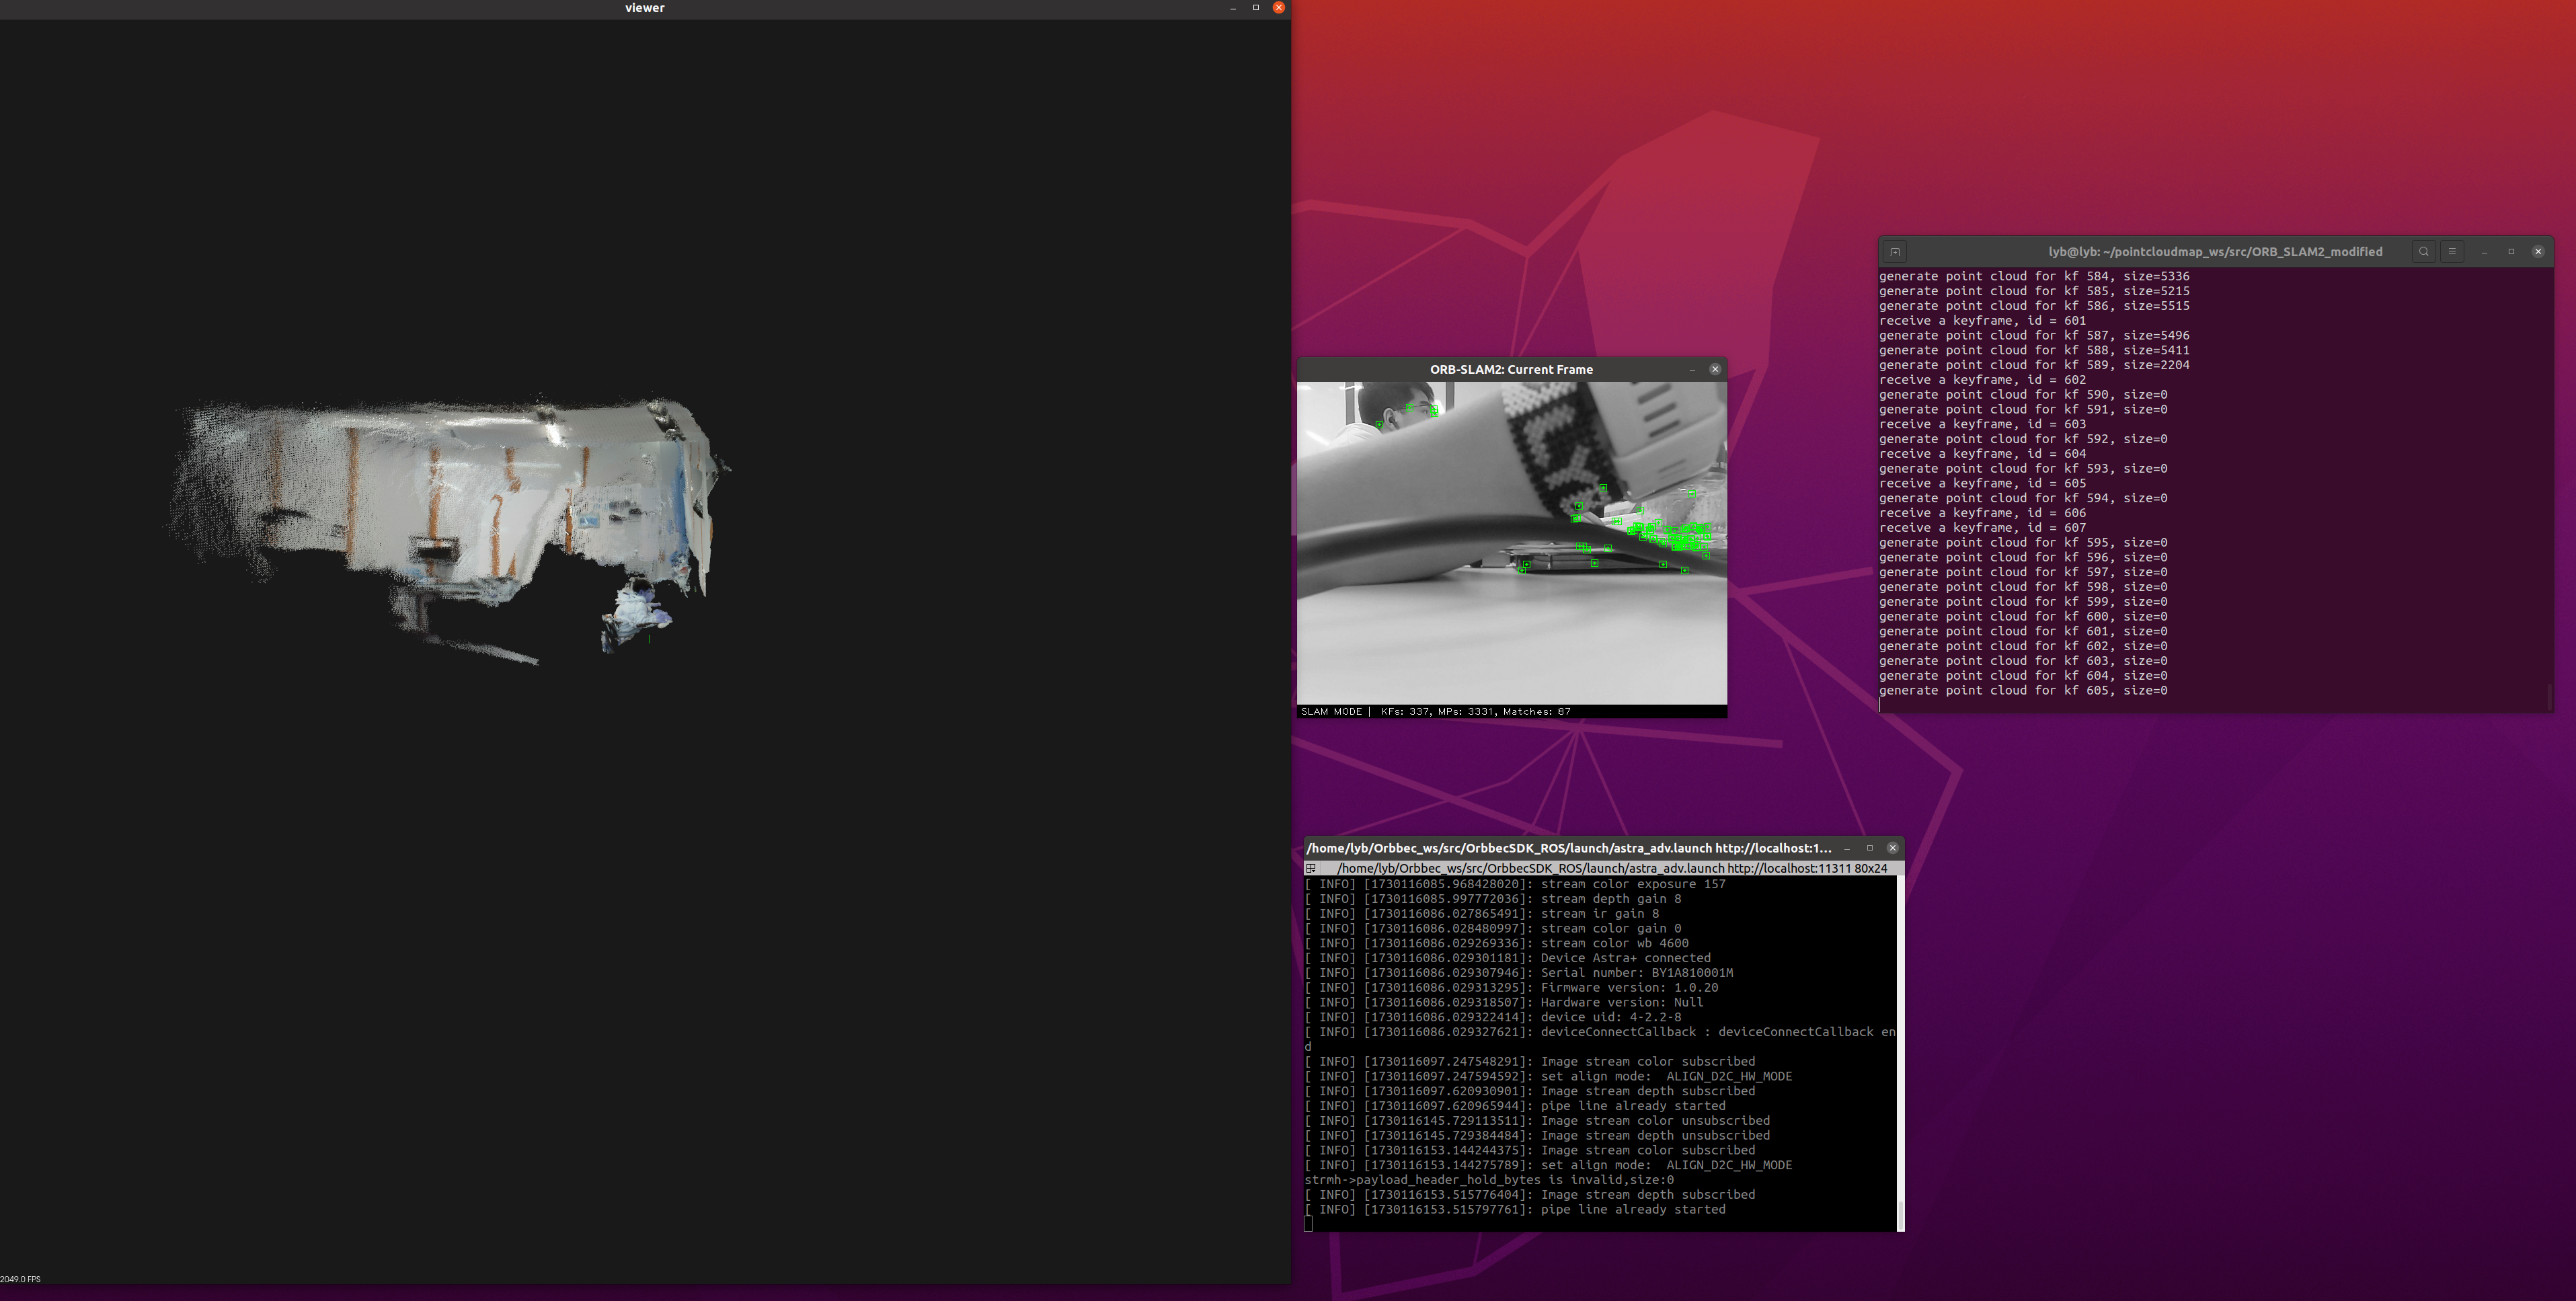 viewer
2049.0 FPS
ORB-SLAM2: Current Frame
SLAM MODE |  KFs: 337, MPs: 3331, Matches: 87
lyb@lyb: ~/pointcloudmap_ws/src/ORB_SLAM2_modified
generate point cloud for kf 584, size=5336
generate point cloud for kf 585, size=5215
generate point cloud for kf 586, size=5515
receive a keyframe, id = 601
generate point cloud for kf 587, size=5496
generate point cloud for kf 588, size=5411
generate point cloud for kf 589, size=2204
receive a keyframe, id = 602
generate point cloud for kf 590, size=0
generate point cloud for kf 591, size=0
receive a keyframe, id = 603
generate point cloud for kf 592, size=0
receive a keyframe, id = 604
generate point cloud for kf 593, size=0
receive a keyframe, id = 605
generate point cloud for kf 594, size=0
receive a keyframe, id = 606
receive a keyframe, id = 607
generate point cloud for kf 595, size=0
generate point cloud for kf 596, size=0
generate point cloud for kf 597, size=0
generate point cloud for kf 598, size=0
generate point cloud for kf 599, size=0
generate point cloud for kf 600, size=0
generate point cloud for kf 601, size=0
generate point cloud for kf 602, size=0
generate point cloud for kf 603, size=0
generate point cloud for kf 604, size=0
generate point cloud for kf 605, size=0
/home/lyb/Orbbec_ws/src/OrbbecSDK_ROS/launch/astra_adv.launch http://localhost:1...
/home/lyb/Orbbec_ws/src/OrbbecSDK_ROS/launch/astra_adv.launch http://localhost:11311 80x24
[ INFO] [1730116085.968428020]: stream color exposure 157
[ INFO] [1730116085.997772036]: stream depth gain 8
[ INFO] [1730116086.027865491]: stream ir gain 8
[ INFO] [1730116086.028480997]: stream color gain 0
[ INFO] [1730116086.029269336]: stream color wb 4600
[ INFO] [1730116086.029301181]: Device Astra+ connected
[ INFO] [1730116086.029307946]: Serial number: BY1A810001M
[ INFO] [1730116086.029313295]: Firmware version: 1.0.20
[ INFO] [1730116086.029318507]: Hardware version: Null
[ INFO] [1730116086.029322414]: device uid: 4-2.2-8
[ INFO] [1730116086.029327621]: deviceConnectCallback : deviceConnectCallback en
d
[ INFO] [1730116097.247548291]: Image stream color subscribed
[ INFO] [1730116097.247594592]: set align mode:  ALIGN_D2C_HW_MODE
[ INFO] [1730116097.620930901]: Image stream depth subscribed
[ INFO] [1730116097.620965944]: pipe line already started
[ INFO] [1730116145.729113511]: Image stream color unsubscribed
[ INFO] [1730116145.729384484]: Image stream depth unsubscribed
[ INFO] [1730116153.144244375]: Image stream color subscribed
[ INFO] [1730116153.144275789]: set align mode:  ALIGN_D2C_HW_MODE
strmh->payload_header_hold_bytes is invalid,size:0
[ INFO] [1730116153.515776404]: Image stream depth subscribed
[ INFO] [1730116153.515797761]: pipe line already started